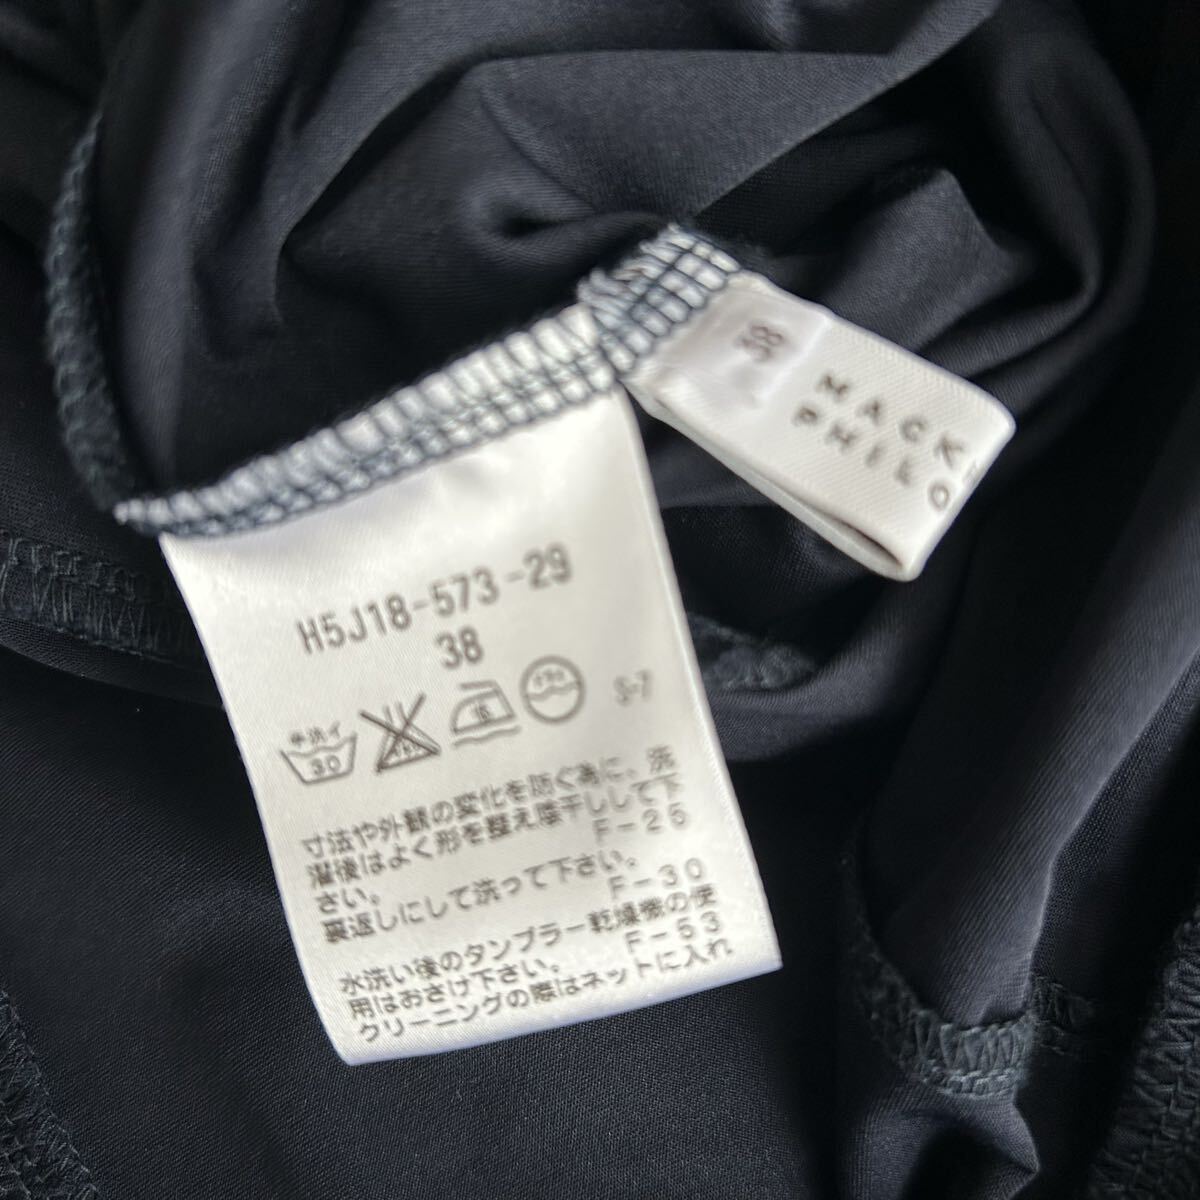 38
MACK
PHILO
H5J18-573-29
38
手洗イ
30
S-7
寸法や外観の変化を防ぐ為に、洗
濯後はよく形を整え陰干しして下
さい。 F-25
裏返しにして洗って下さい。
F-30
水洗い後のタンブラー乾燥機の使
用はおさけ下さい。 F-53
クリーニングの際はネットに入れ